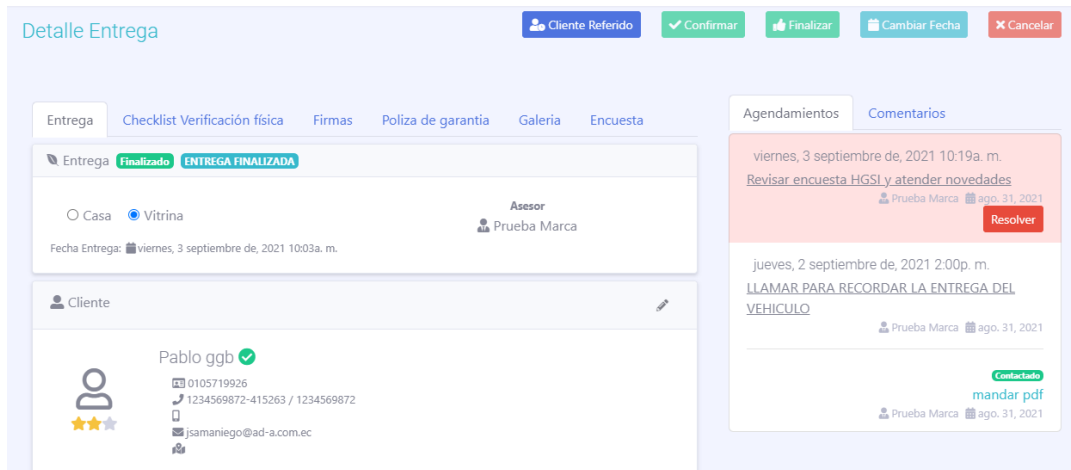 Detalle Entrega
Cliente Referido
Confirmar
Finalizar
Cambiar Fecha
Cancelar
Entrega
Checklist Verificación física
Firmas
Poliza de garantia
Galeria
Encuesta
Entrega Finalizado ENTREGA FINALIZADA
Casa Vitrina
Asesor
Prueba Marca
Fecha Entrega: viernes, 3 septiembre de, 2021 10:03a. m.
Cliente
Pablo ggb
0105719926
1234569872-415263 / 1234569872
jsamaniego@ad-a.com.ec
Agendamientos
Comentarios
viernes, 3 septiembre de, 2021 10:19a. m.
Revisar encuesta HGSI y atender novedades
Prueba Marca ago. 31, 2021
Resolver
jueves, 2 septiembre de, 2021 2:00p. m.
LLAMAR PARA RECORDAR LA ENTREGA DEL
VEHICULO
Prueba Marca ago. 31, 2021
Contactado
mandar pdf
Prueba Marca ago. 31, 2021